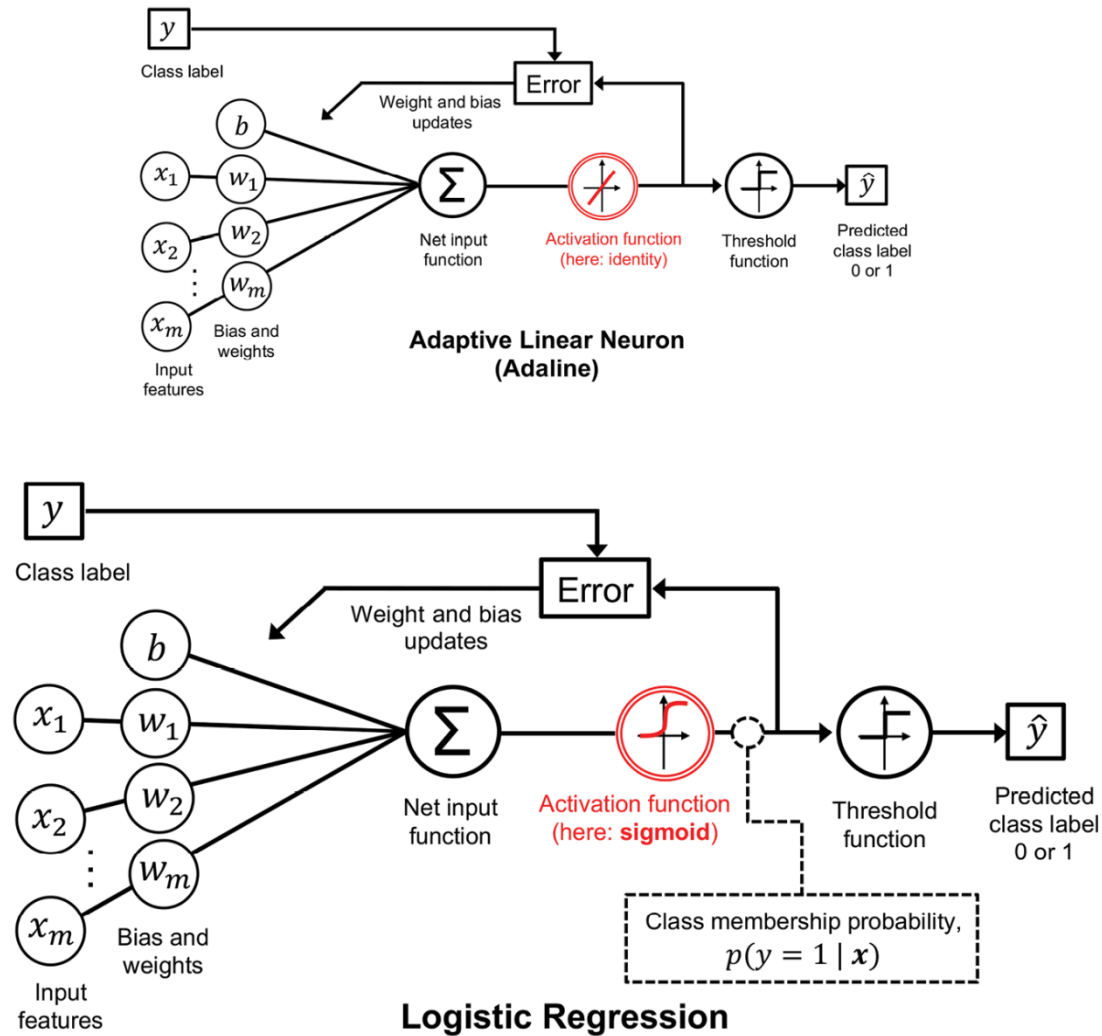 y
Class label
Error
Weight and bias
updates
b
x₁
w₁
x₂
w₂
⋮
xₘ
wₘ
Bias and
weights
Input
features
Σ
Net input
function
Activation function
(here: identity)
Threshold
function
ŷ
Predicted
class label
0 or 1
Adaptive Linear Neuron
(Adaline)
y
Class label
Error
Weight and bias
updates
b
x₁
w₁
x₂
w₂
⋮
xₘ
wₘ
Bias and
weights
Input
features
Σ
Net input
function
Activation function
(here: sigmoid)
Threshold
function
ŷ
Predicted
class label
0 or 1
Class membership probability,
p(y = 1 | x)
Logistic Regression